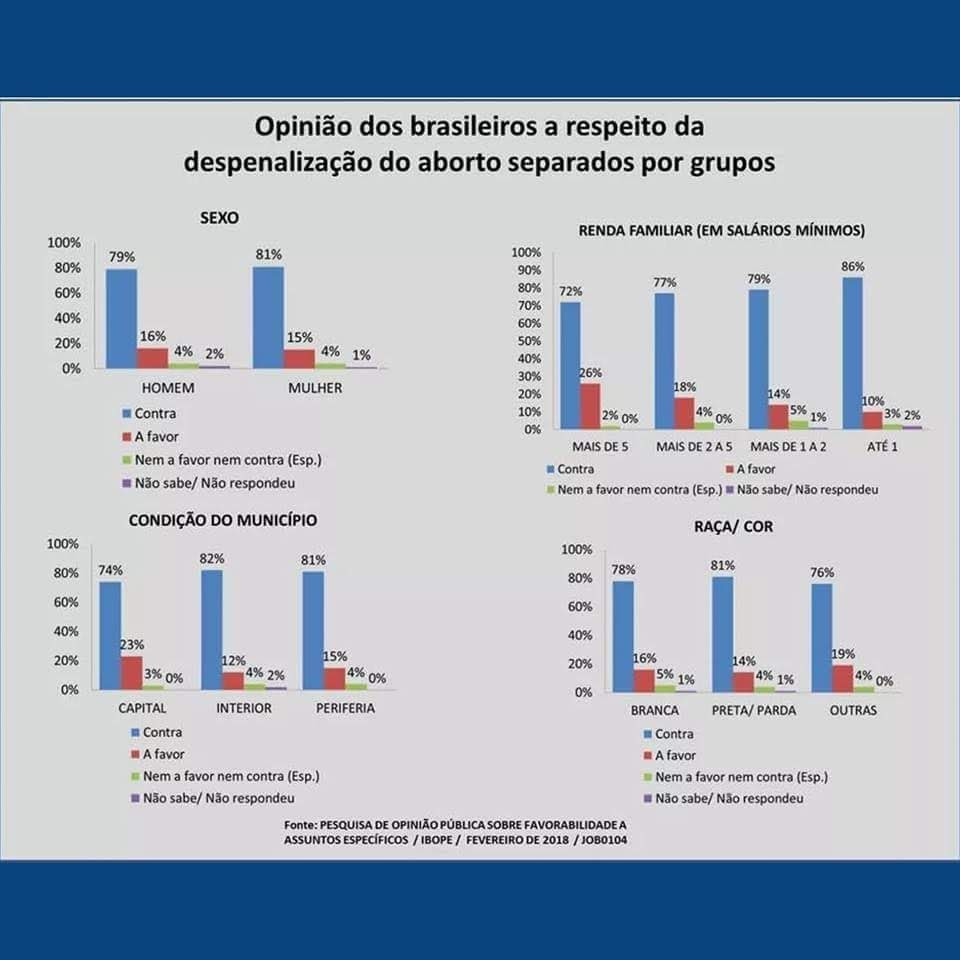 Opinião dos brasileiros a respeito da
despenalização do aborto separados por grupos
SEXO
100%
80%
60%
40%
20%
0%
79%
16%
4%
2%
81%
15%
4%
1%
HOMEM
MULHER
Contra
A favor
Nem a favor nem contra (Esp.)
Não sabe/ Não respondeu
RENDA FAMILIAR (EM SALÁRIOS MÍNIMOS)
100%
90%
80%
70%
60%
50%
40%
30%
20%
10%
0%
72%
26%
2%
0%
77%
18%
4%
0%
79%
14%
5%
1%
86%
10%
3%
2%
MAIS DE 5
MAIS DE 2 A 5
MAIS DE 1 A 2
ATÉ 1
Contra
A favor
Nem a favor nem contra (Esp.)
Não sabe/ Não respondeu
CONDIÇÃO DO MUNICÍPIO
100%
80%
60%
40%
20%
0%
74%
23%
3%
0%
82%
12%
4%
2%
81%
15%
4%
0%
CAPITAL
INTERIOR
PERIFERIA
Contra
A favor
Nem a favor nem contra (Esp.)
Não sabe/ Não respondeu
RAÇA/ COR
100%
80%
60%
40%
20%
0%
78%
16%
5%
1%
81%
14%
4%
1%
76%
19%
4%
0%
BRANCA
PRETA/ PARDA
OUTRAS
Contra
A favor
Nem a favor nem contra (Esp.)
Não sabe/ Não respondeu
Fonte: PESQUISA DE OPINIÃO PÚBLICA SOBRE FAVORABILIDADE A
ASSUNTOS ESPECÍFICOS / IBOPE / FEVEREIRO DE 2018 / JOB0104